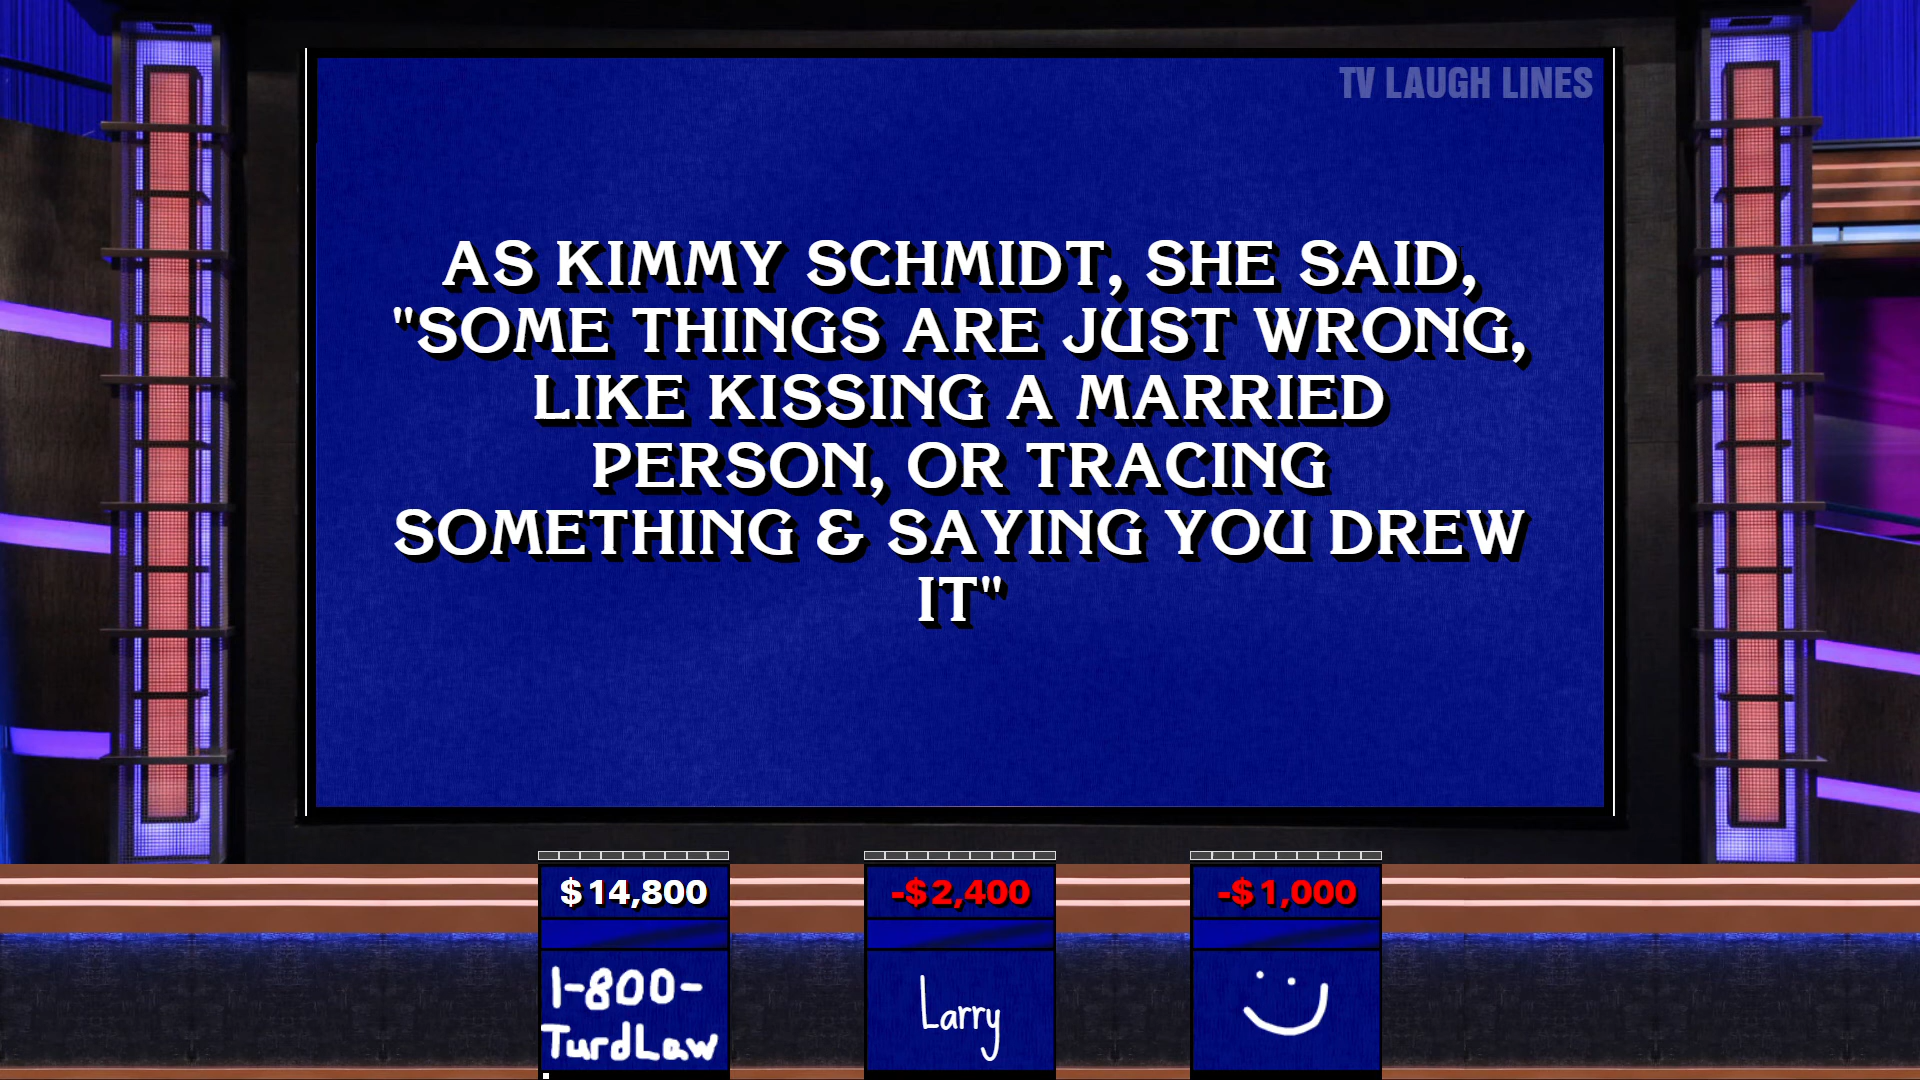 TV LAUGH LINES
AS KIMMY SCHMIDT, SHE SAID,
"SOME THINGS ARE JUST WRONG,
LIKE KISSING A MARRIED
PERSON, OR TRACING
SOMETHING & SAYING YOU DREW
IT"
$14,800
-$2,400
-$1,000
1-800-
TurdLaw
Larry